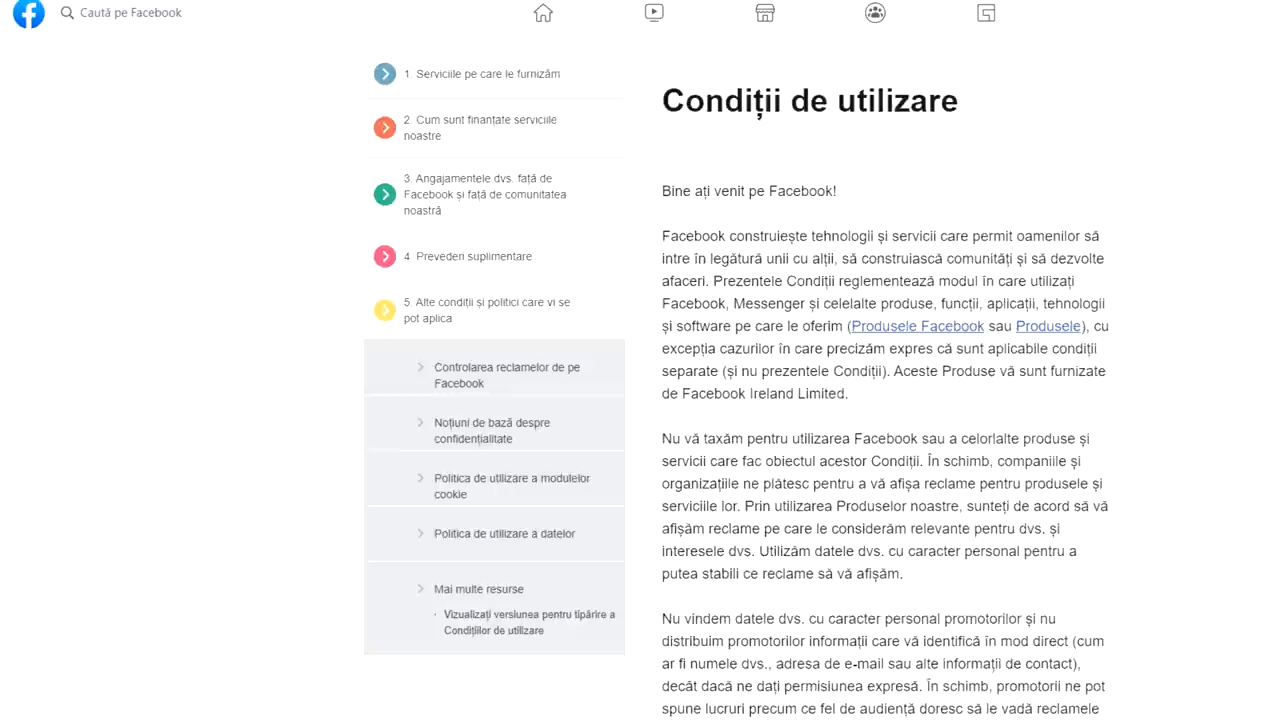 Caută pe Facebook
1. Serviciile pe care le furnizăm
2. Cum sunt finanțate serviciile
noastre
3. Angajamentele dvs. față de
Facebook și față de comunitatea
noastră
4 Prevederi suplimentare
5. Alte condiții și politici care vi se
pot aplica
Controlarea reclamelor de pe
Facebook
Noțiuni de bază despre
confidențialitate
Politica de utilizare a modulelor
cookie
Politica de utilizare a datelor
Mai multe resurse
· Vizualizați versiunea pentru tipărire a
Condițiilor de utilizare
Condiții de utilizare
Bine ați venit pe Facebook!
Facebook construiește tehnologii și servicii care permit oamenilor să
intre în legătură unii cu alții, să construiască comunități și să dezvolte
afaceri. Prezentele Condiții reglementează modul în care utilizați
Facebook, Messenger și celelalte produse, funcții, aplicații, tehnologii
și software pe care le oferim (Produsele Facebook sau Produsele), cu
excepția cazurilor în care precizăm expres că sunt aplicabile condiții
separate (și nu prezentele Condiții). Aceste Produse vă sunt furnizate
de Facebook Ireland Limited.
Nu vă taxăm pentru utilizarea Facebook sau a celorlalte produse și
servicii care fac obiectul acestor Condiții. În schimb, companiile și
organizațiile ne plătesc pentru a vă afișa reclame pentru produsele și
serviciile lor. Prin utilizarea Produselor noastre, sunteți de acord să vă
afișăm reclame pe care le considerăm relevante pentru dvs. și
interesele dvs. Utilizăm datele dvs. cu caracter personal pentru a
putea stabili ce reclame să vă afișăm.
Nu vindem datele dvs. cu caracter personal promotorilor și nu
distribuim promotorilor informații care vă identifică în mod direct (cum
ar fi numele dvs., adresa de e-mail sau alte informații de contact),
decât dacă ne dați permisiunea expresă. În schimb, promotorii ne pot
spune lucruri precum ce fel de audiență doresc să le vadă reclamele